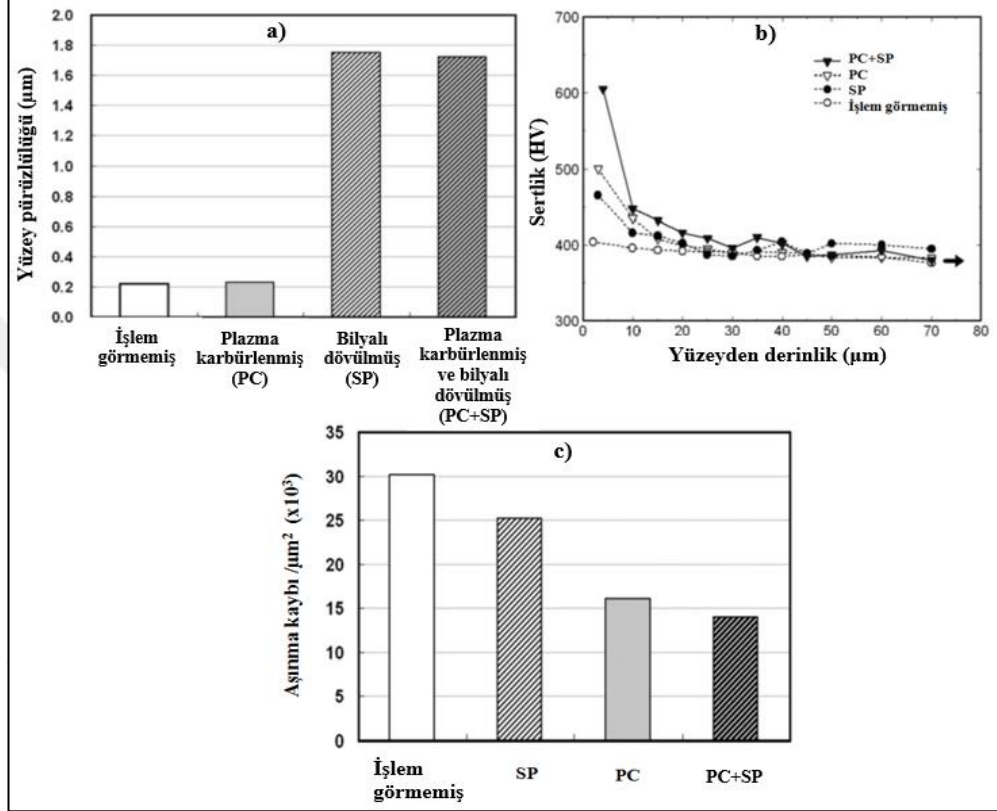 a)
Yüzey pürüzlülüğü (µm)
2.0
1.8
1.6
1.4
1.2
1.0
0.8
0.6
0.4
0.2
0.0
İşlem
görmemiş
Plazma
karbürlenmiş
(PC)
Bilyalı
dövülmüş
(SP)
Plazma
karbürlenmiş
ve bilyalı
dövülmüş
(PC+SP)
b)
Sertlik (HV)
700
600
500
400
300
PC+SP
PC
SP
İşlem görmemiş
0 10 20 30 40 50 60 70 80
Yüzeyden derinlik (µm)
c)
Aşınma kaybı /µm² (x10³)
35
30
25
20
15
10
5
0
İşlem
görmemiş
SP
PC
PC+SP